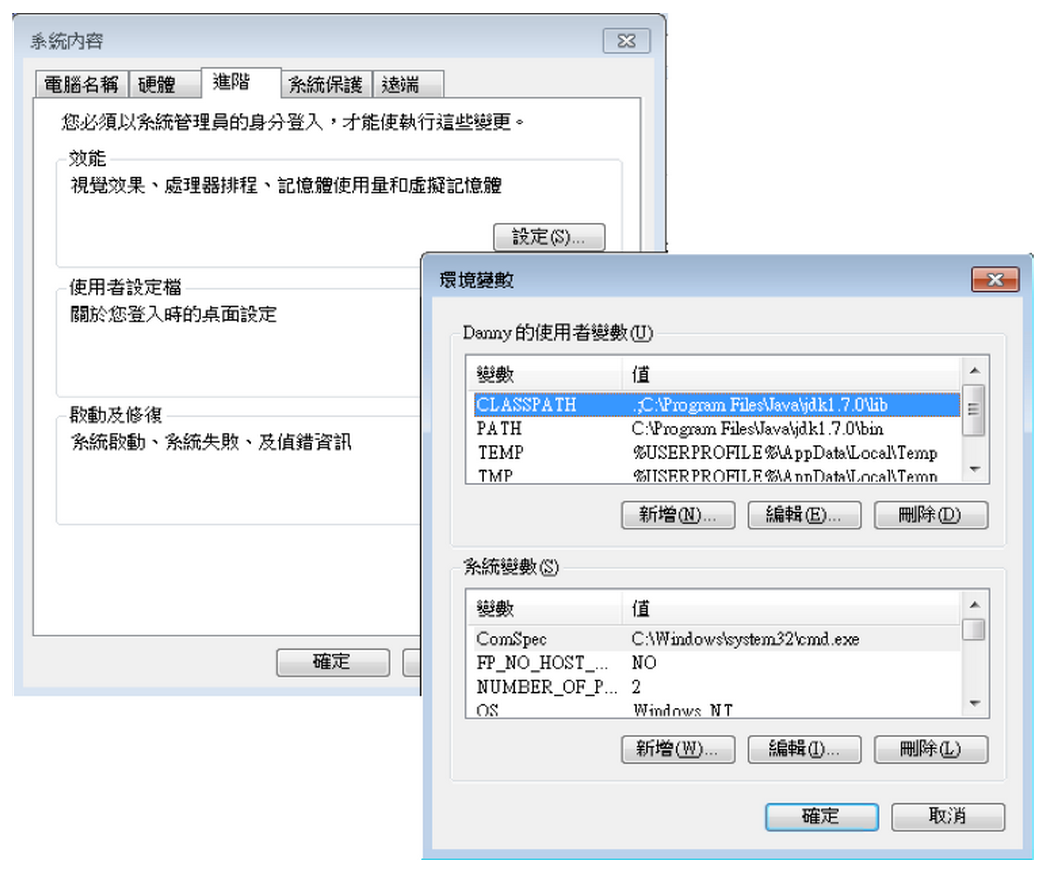 系統內容
電腦名稱 硬體 進階 系統保護 遠端
您必須以系統管理員的身分登入，才能使執行這些變更。
效能
視覺效果、處理器排程、記憶體使用量和虛擬記憶體
設定(S)...
使用者設定檔
關於您登入時的桌面設定
啟動及修復
系統啟動、系統失敗、及偵錯資訊
確定
環境變數
Danny 的使用者變數(U)
變數 值
CLASSPATH .;C:\Program Files\Java\jdk1.7.0\lib
PATH C:\Program Files\Java\jdk1.7.0\bin
TEMP %USERPROFILE%\AppData\Local\Temp
TMP %USERPROFILE%\AppData\Local\Temp
新增(N)... 編輯(E)... 刪除(D)
系統變數(S)
變數 值
ComSpec C:\Windows\system32\cmd.exe
FP_NO_HOST_... NO
NUMBER_OF_P... 2
OS Windows_NT
新增(W)... 編輯(I)... 刪除(L)
確定 取消